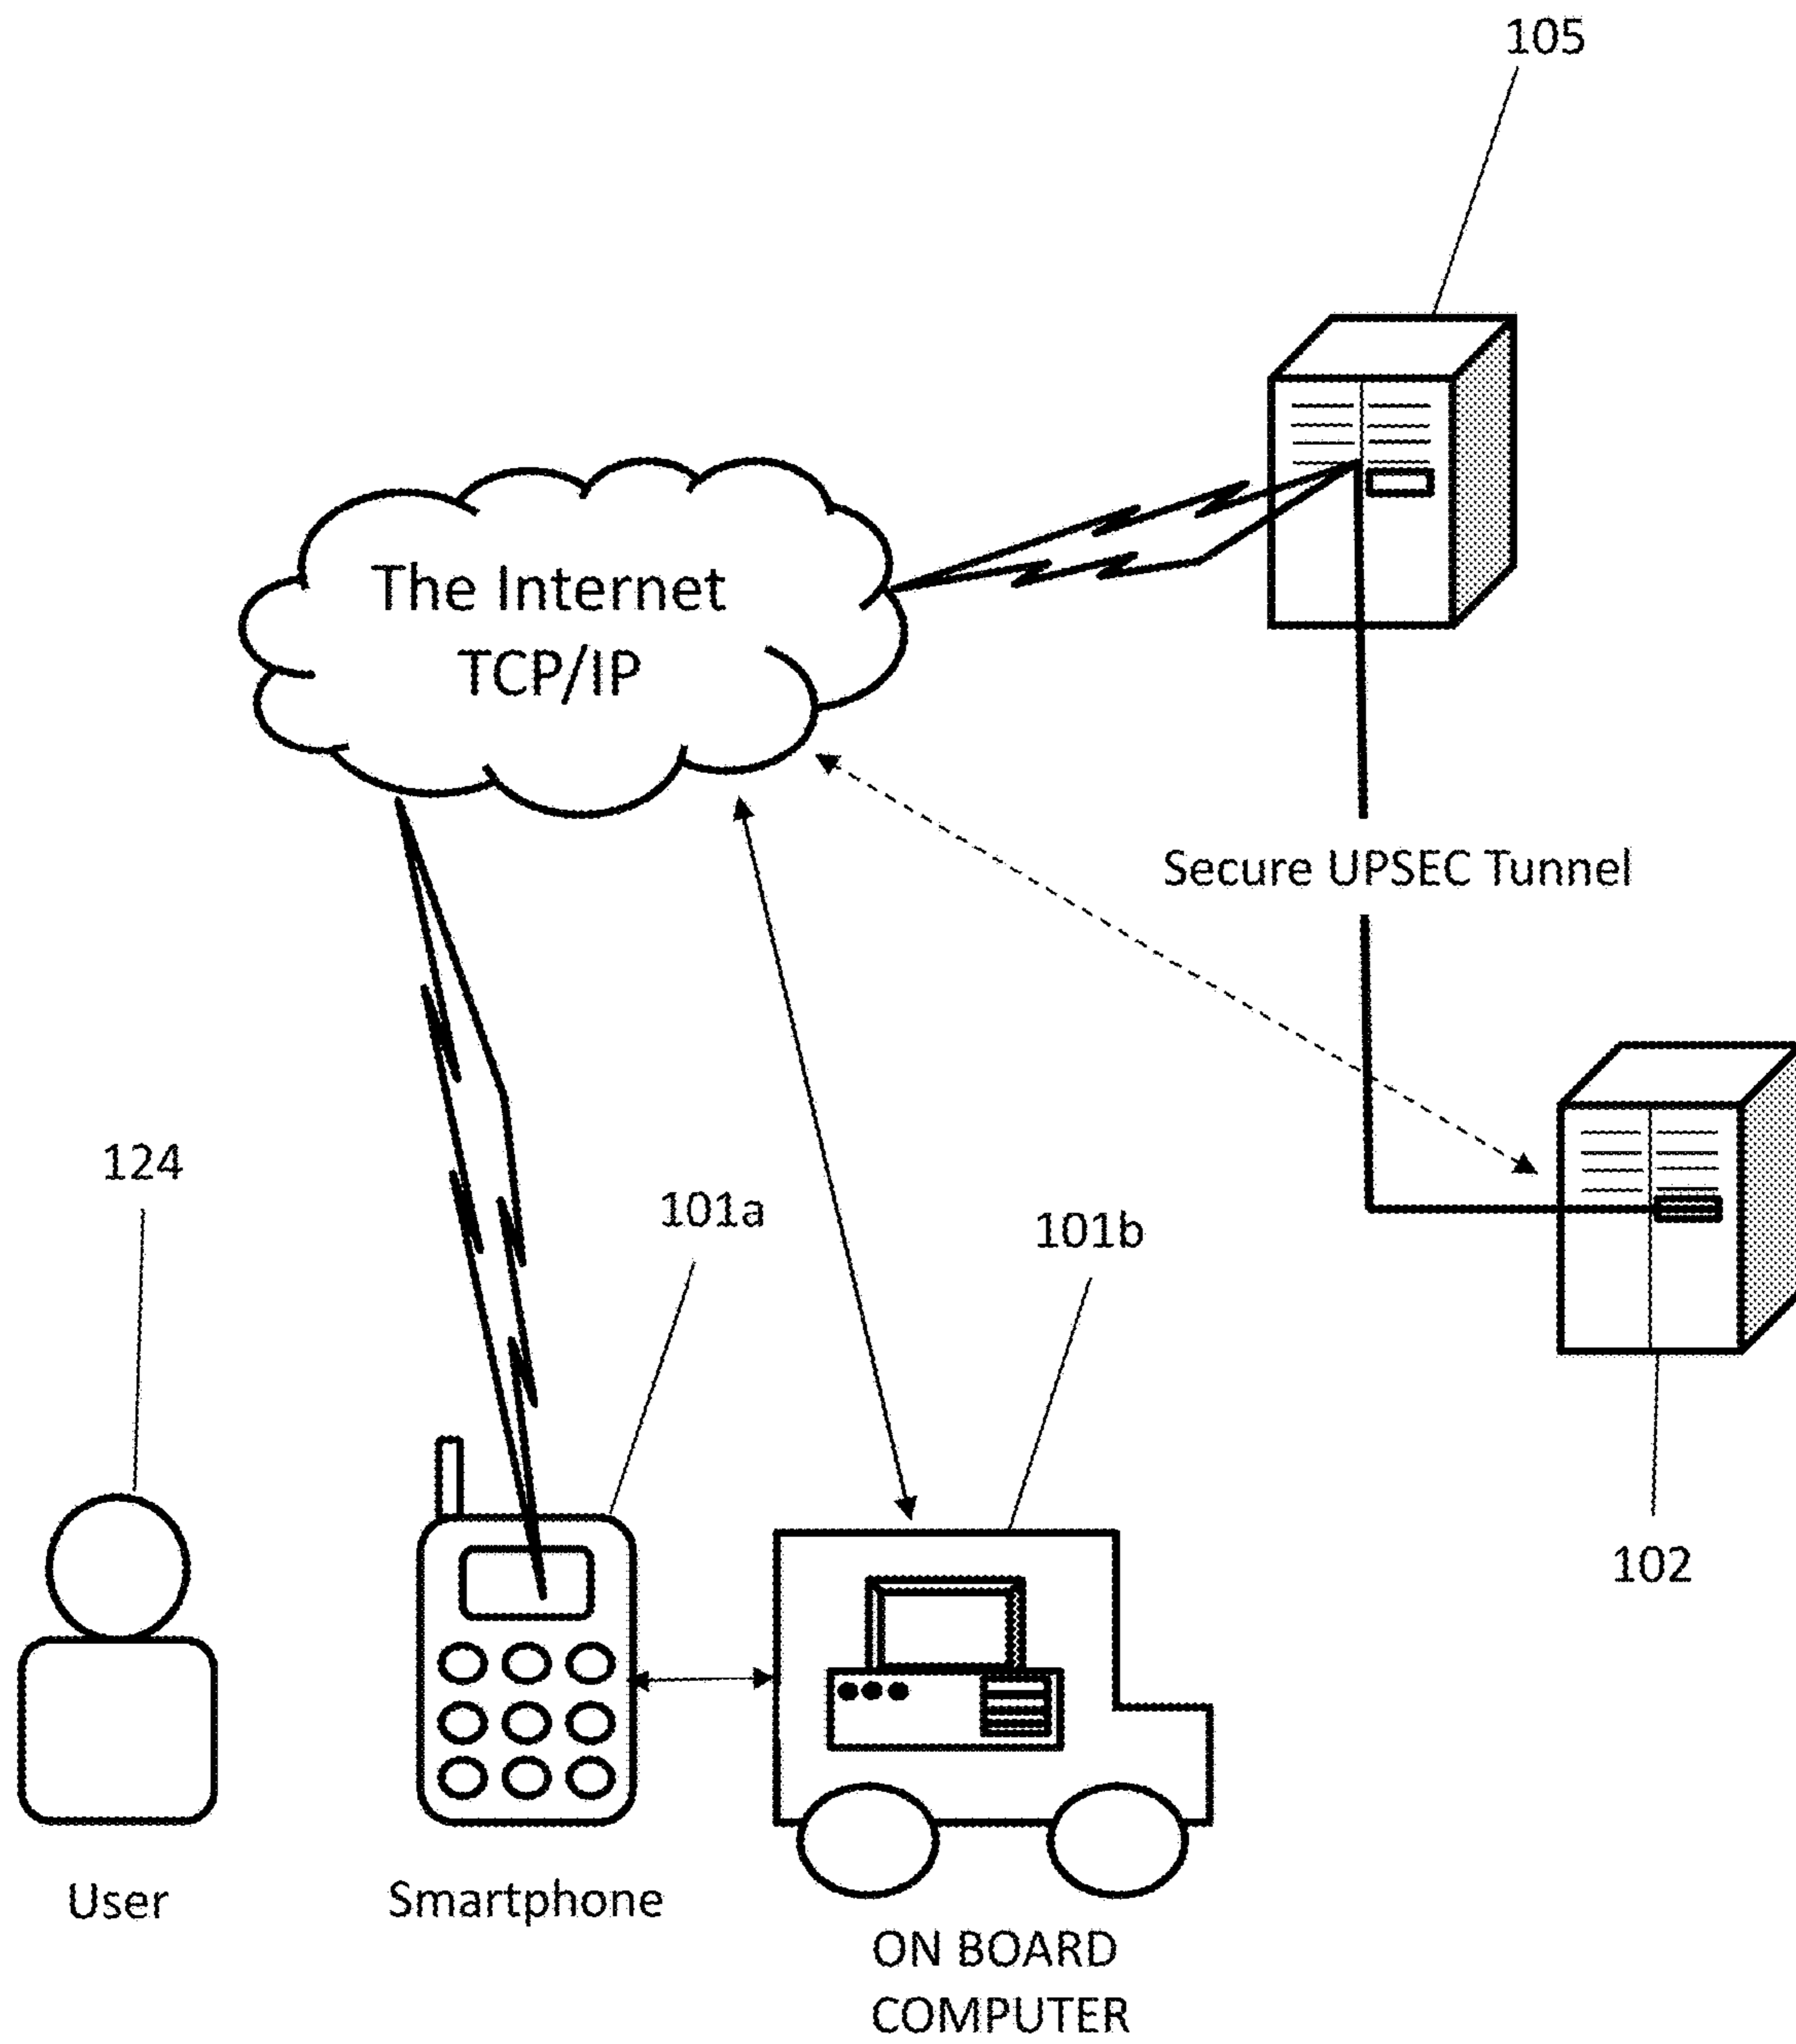 105
The Internet
TCP/IP
Secure UPSEC Tunnel
124
101a
101b
102
User
Smartphone
ON BOARD
COMPUTER